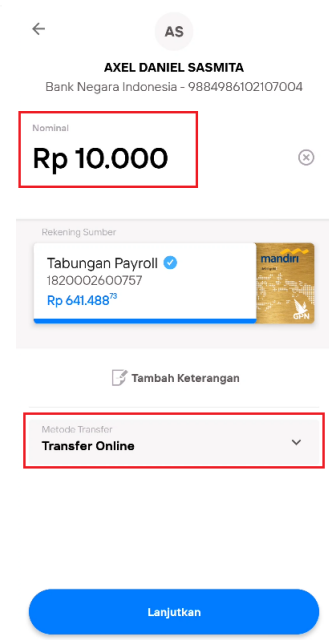 AS
AXEL DANIEL SASMITA
Bank Negara Indonesia - 9884986102107004
Nominal
Rp 10.000
Rekening Sumber
Tabungan Payroll
1820002600757
Rp 641.488⁷³
mandiri
GPN
Tambah Keterangan
Metode Transfer
Transfer Online
Lanjutkan